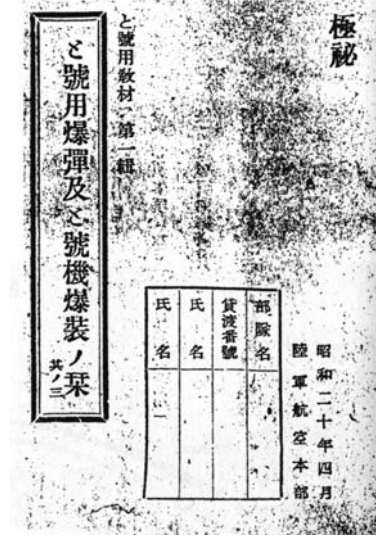 極祕
昭和二十年四月
陸軍航空本部
部隊名
貸渡番號
氏名
氏名
と號用教材 第一輯
と號用爆彈及と號機爆装ノ栞
其ノ三